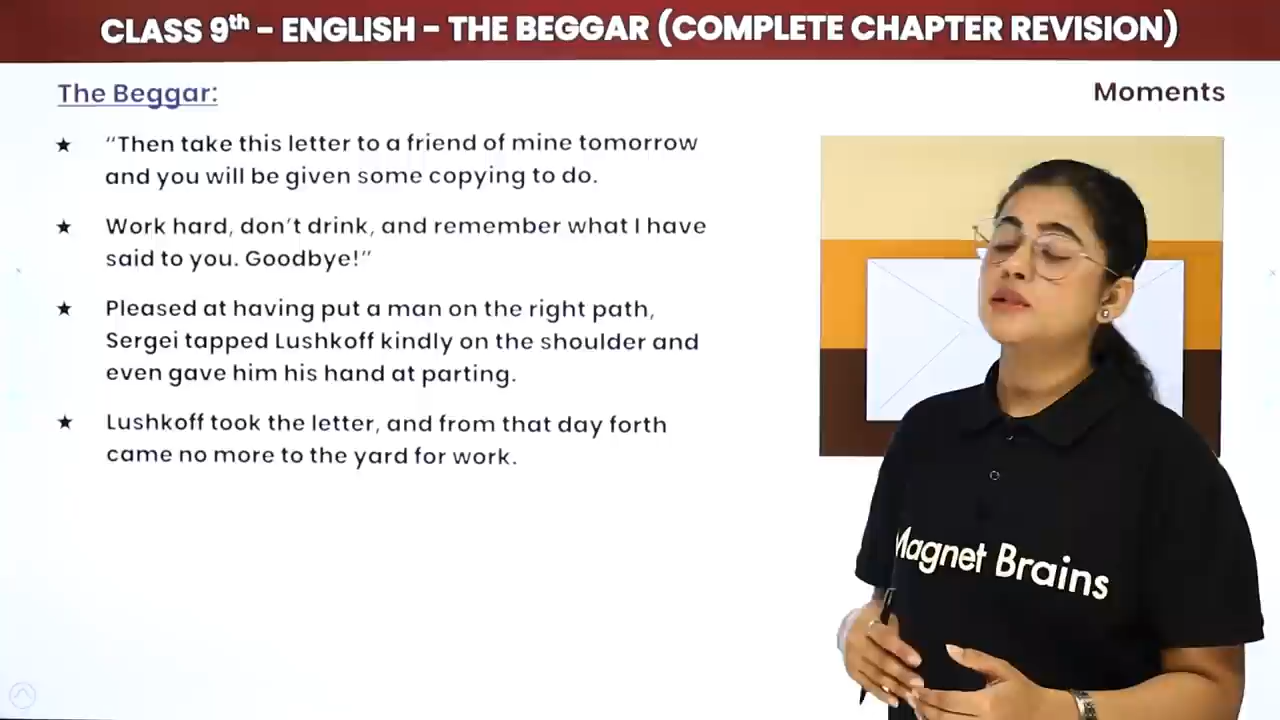 CLASS 9th – ENGLISH – THE BEGGAR (COMPLETE CHAPTER REVISION)
The Beggar:
Moments
★ “Then take this letter to a friend of mine tomorrow
and you will be given some copying to do.
★ Work hard, don’t drink, and remember what I have
said to you. Goodbye!”
★ Pleased at having put a man on the right path,
Sergei tapped Lushkoff kindly on the shoulder and
even gave him his hand at parting.
★ Lushkoff took the letter, and from that day forth
came no more to the yard for work.
Magnet Brains